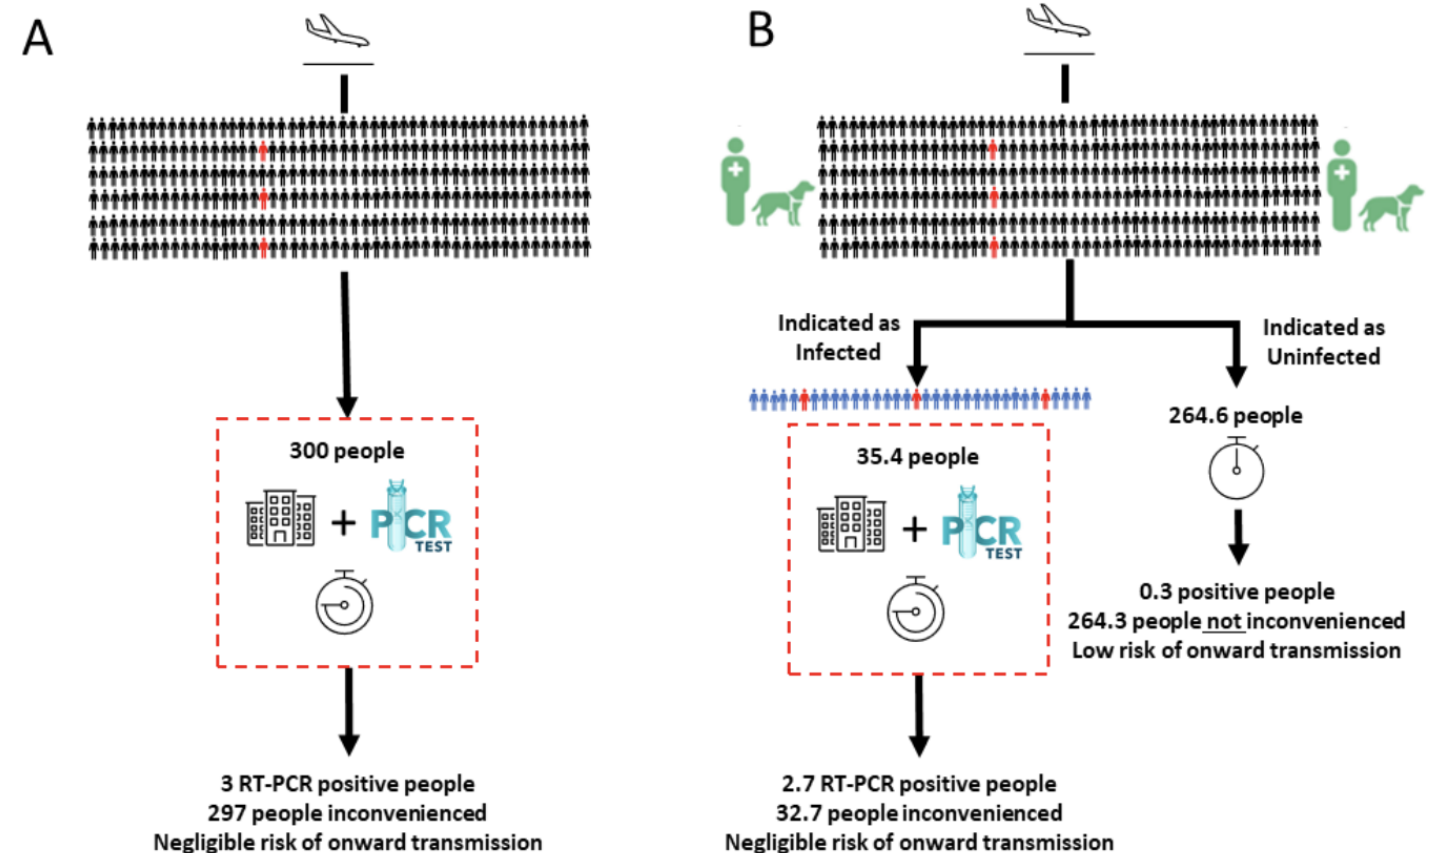 A
300 people
+
PCR
TEST
3 RT-PCR positive people
297 people inconvenienced
Negligible risk of onward transmission
B
Indicated as
Infected
Indicated as
Uninfected
35.4 people
+
PCR
TEST
264.6 people
0.3 positive people
264.3 people not inconvenienced
Low risk of onward transmission
2.7 RT-PCR positive people
32.7 people inconvenienced
Negligible risk of onward transmission